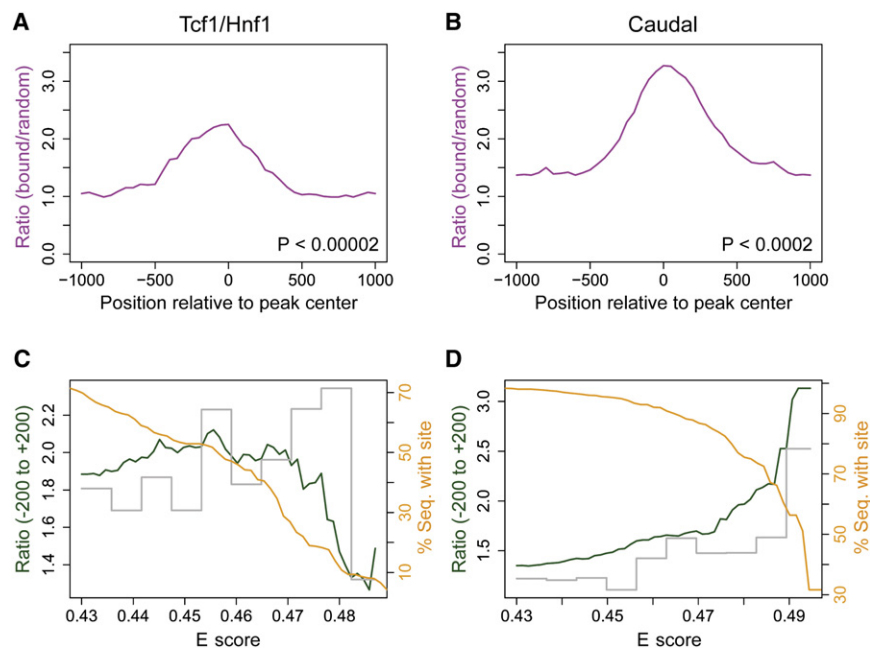 A
Tcf1/Hnf1
Ratio (bound/random)
3.0
2.0
1.0
0.0
P < 0.00002
−1000
−500
0
500
1000
Position relative to peak center
B
Caudal
Ratio (bound/random)
3.0
2.0
1.0
0.0
P < 0.0002
−1000
−500
0
500
1000
Position relative to peak center
C
Ratio (-200 to +200)
2.2
2.0
1.8
1.6
1.4
70
50
30
10
% Seq. with site
0.43
0.44
0.45
0.46
0.47
0.48
E score
D
Ratio (-200 to +200)
3.0
2.5
2.0
1.5
90
70
50
30
% Seq. with site
0.43
0.45
0.47
0.49
E score